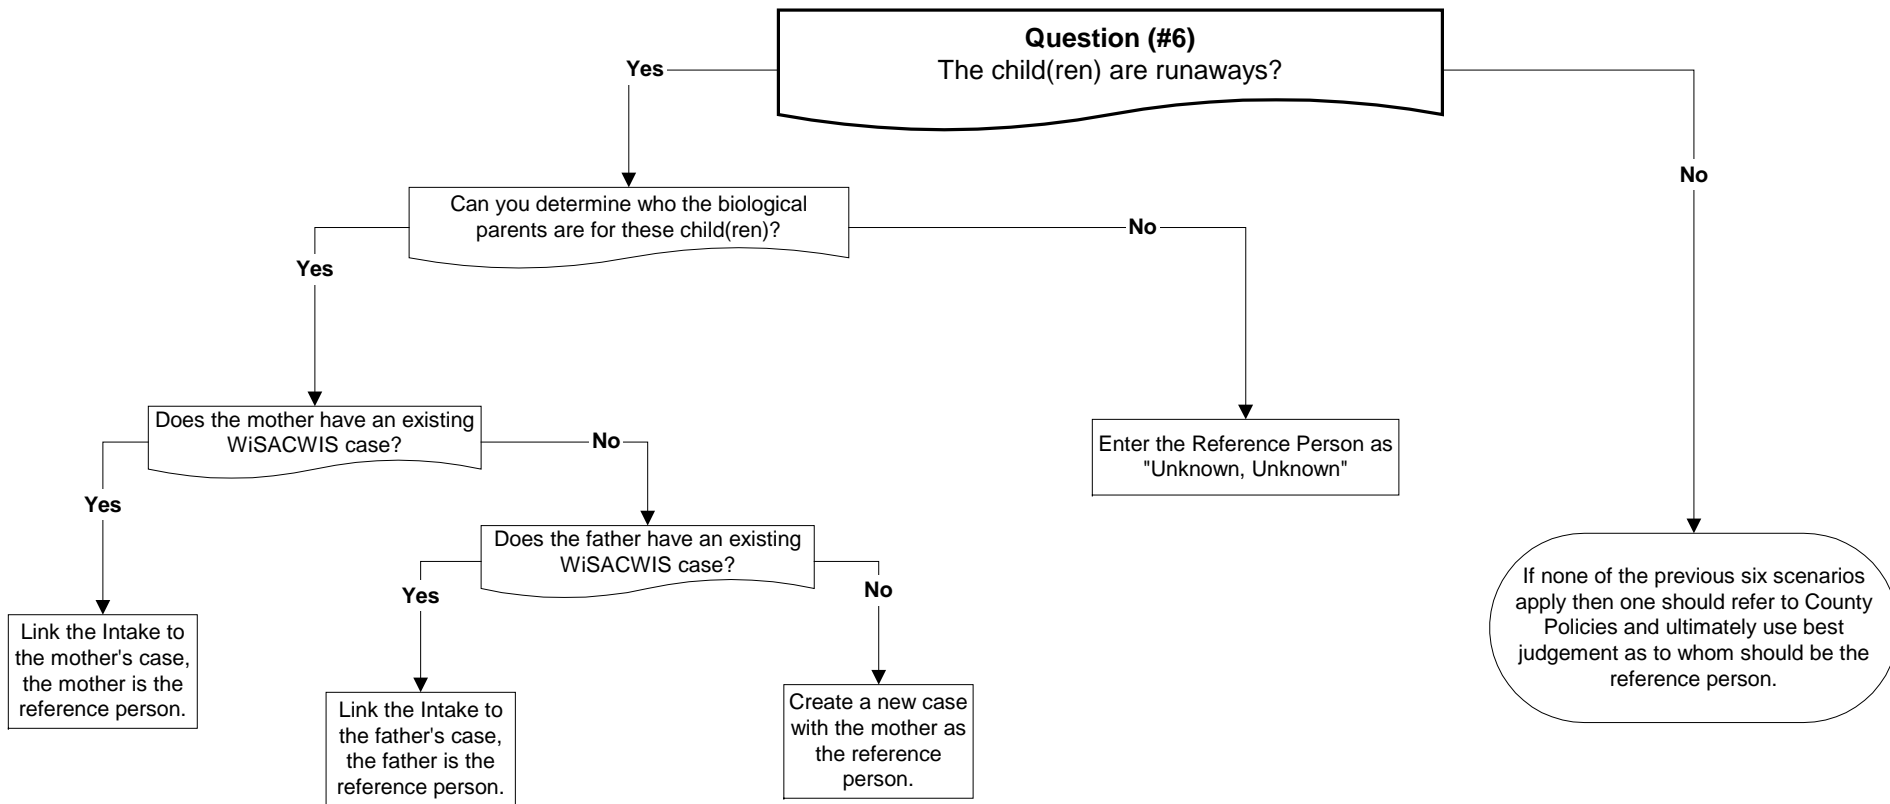 Question (#6)
The child(ren) are runaways?
Yes
No
Can you determine who the biological
parents are for these child(ren)?
Yes
No
Does the mother have an existing
WiSACWIS case?
Yes
No
Enter the Reference Person as
"Unknown, Unknown"
Does the father have an existing
WiSACWIS case?
Yes
No
Link the Intake to
the mother's case,
the mother is the
reference person.
Link the Intake to
the father's case,
the father is the
reference person.
Create a new case
with the mother as
the reference
person.
If none of the previous six scenarios
apply then one should refer to County
Policies and ultimately use best
judgement as to whom should be the
reference person.